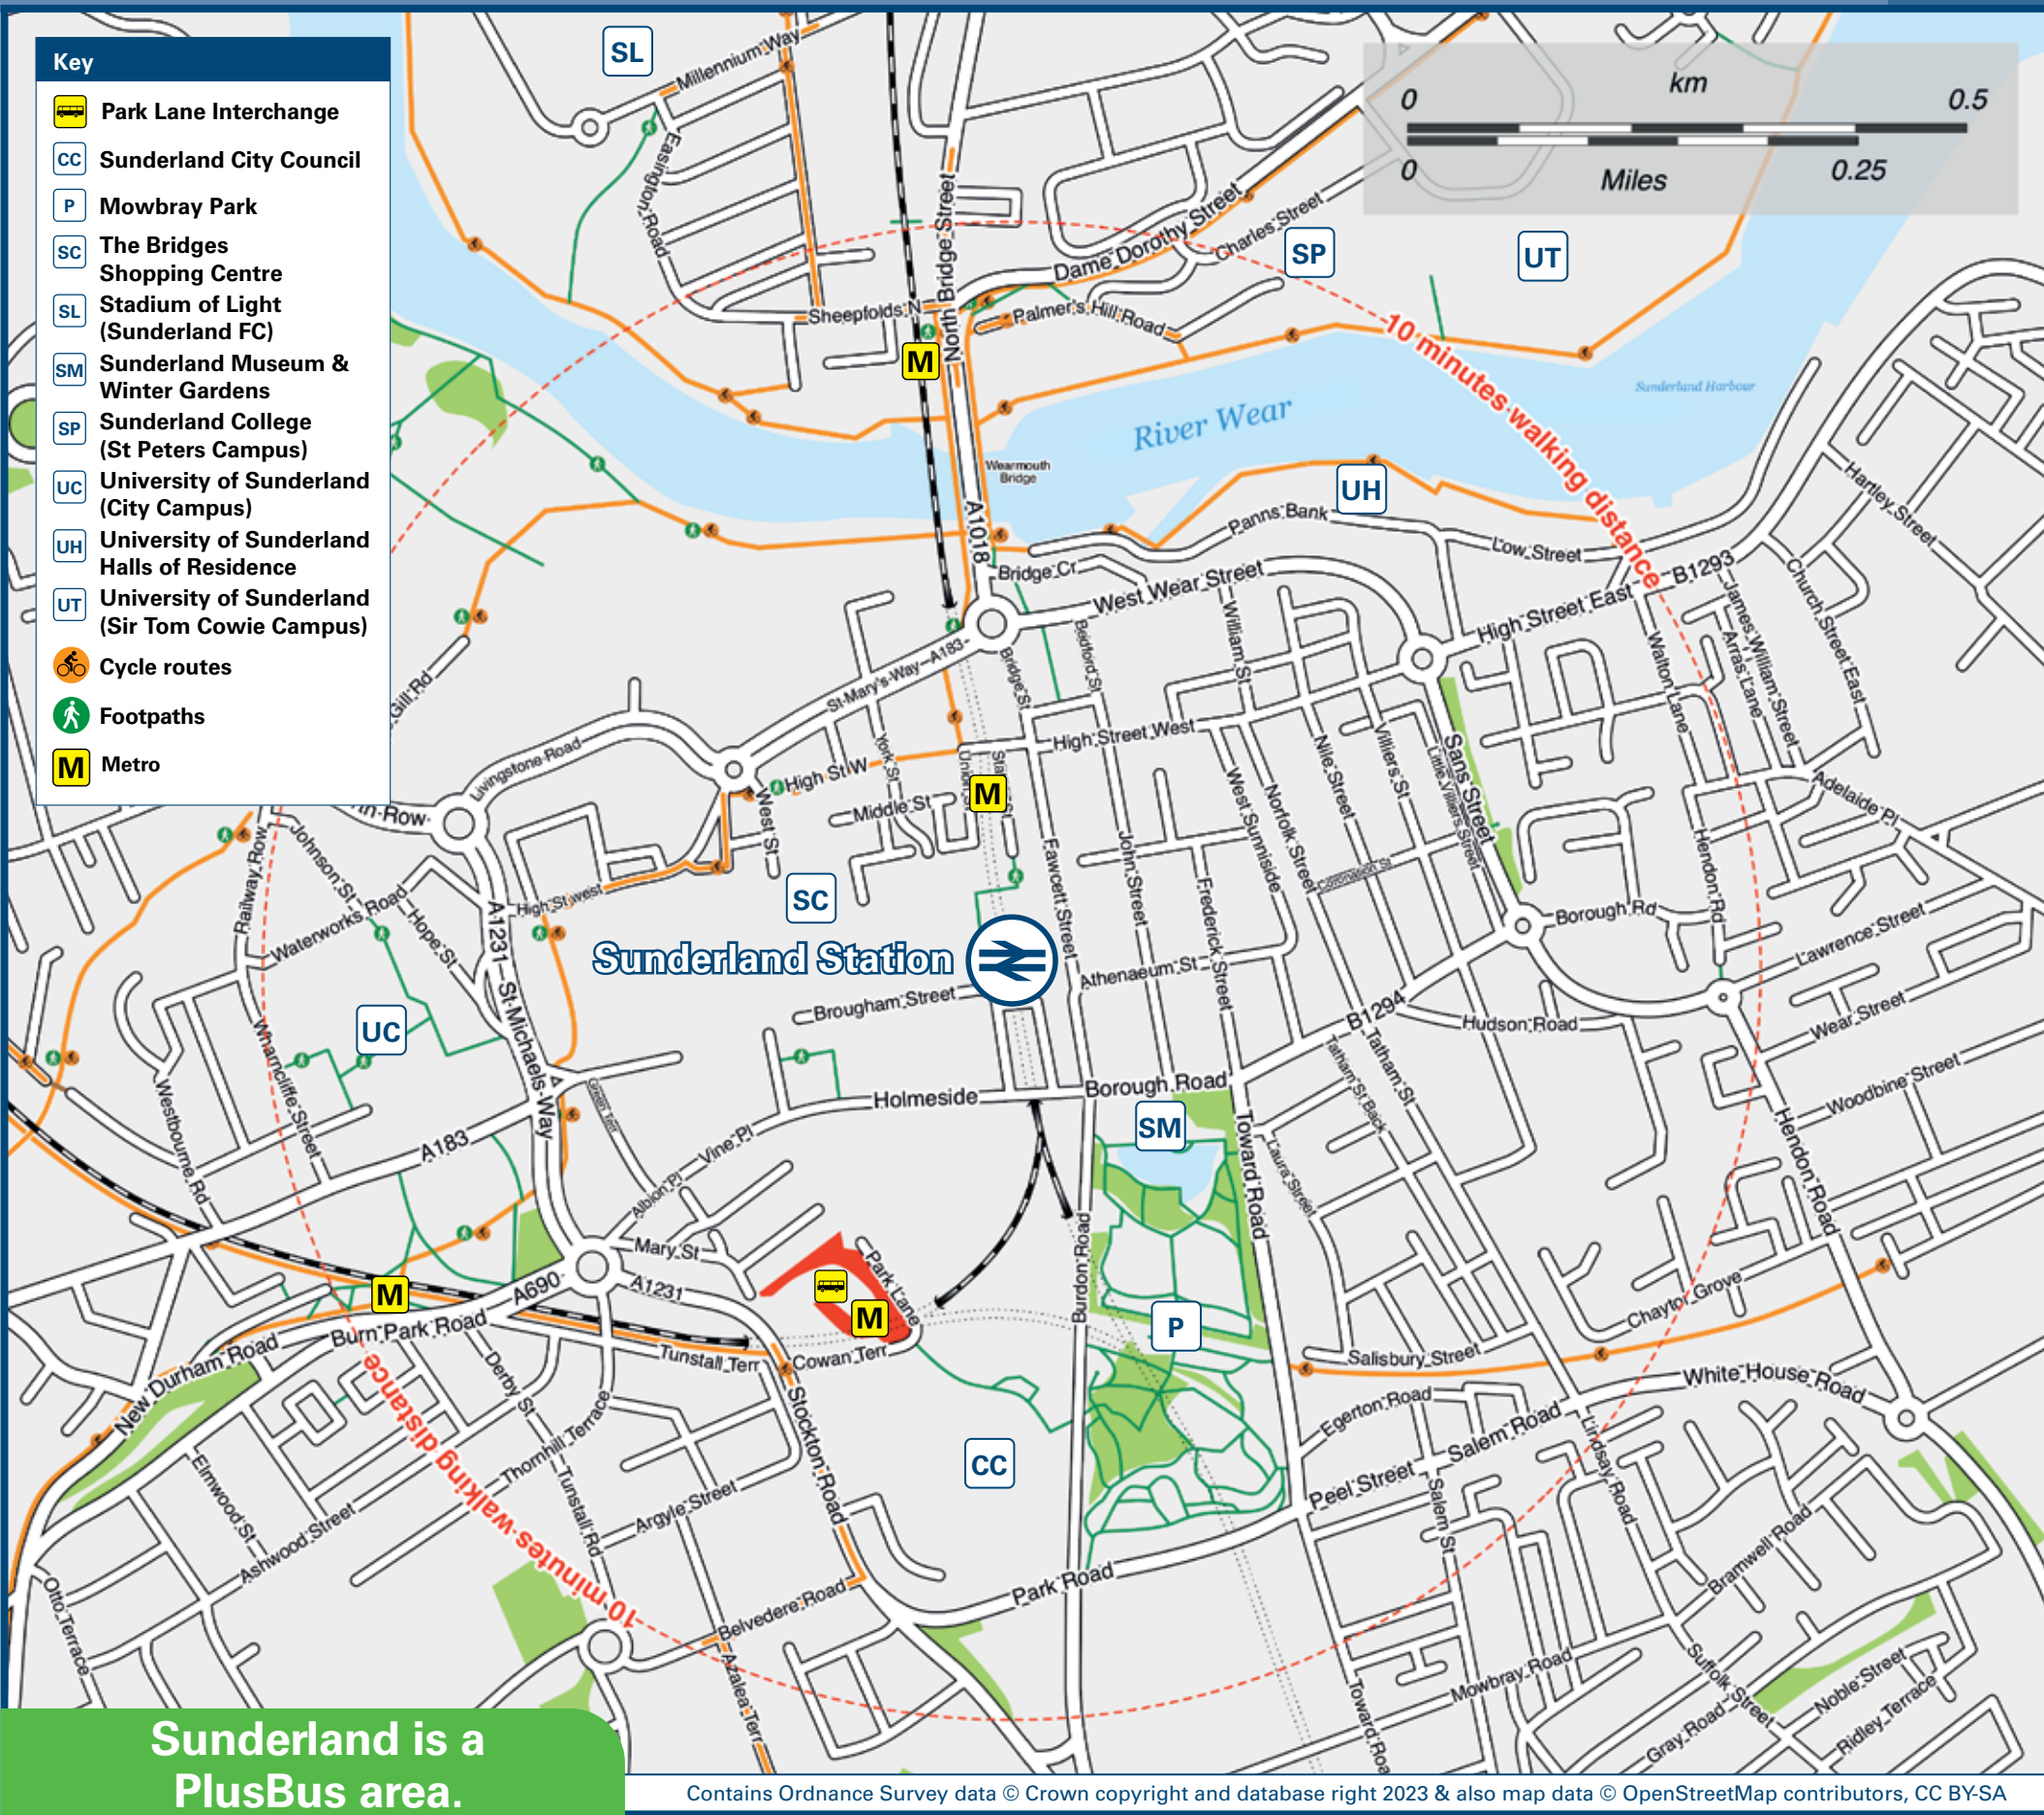 Key
Park Lane Interchange
CC Sunderland City Council
P Mowbray Park
SC The Bridges
Shopping Centre
SL Stadium of Light
(Sunderland FC)
SM Sunderland Museum &
Winter Gardens
SP Sunderland College
(St Peters Campus)
UC University of Sunderland
(City Campus)
UH University of Sunderland
Halls of Residence
UT University of Sunderland
(Sir Tom Cowie Campus)
Cycle routes
Footpaths
M Metro
km
0 0.5
0 0.25
Miles
SL
Millennium Way
Easington Road
North Bridge Street
Dame Dorothy Street
Charles Street
SP
UT
Sheepfolds N
Palmer's Hill Road
M
10 minutes walking distance
Sunderland Harbour
River Wear
Wearmouth
Bridge
UH
A1018
Panns Bank
Low Street
Hartley Street
Bridge Cr
West Wear Street
High Street East
B1293
Church Street East
James William Street
Arras Lane
Walton Lane
William St
Bedford St
Bridge St
St Mary's Way
A183
Gill Rd
Livingstone Road
High St W
York St
Middle St
West St
High Street West
M
Nile Street
Villiers St
Little Villiers Street
Sans Street
West Sunniside
Norfolk Street
Coronation St
Adelaide Pl
Hendon Rd
Fawcett Street
John Street
Frederick Street
Railway Row
Johnson St
Waterworks Road
Hope St
High St west
A1231
St Michaels Way
SC
Sunderland Station
Borough Rd
Lawrence Street
Wear Street
Athenaeum St
Brougham Street
B1294
Hudson Road
UC
Wharncliffe Street
Westbourne Rd
Green Terr
Tatham St
Tatham St Back
Woodbine Street
Holmeside
Borough Road
SM
Toward Road
Laura Street
Hendon Road
A183
Vine Pl
Albion Pl
Mary St
A1231
Park Lane
M
Burdon Road
P
Chaytor Grove
M
A690
Burn Park Road
New Durham Road
Tunstall Terr
Cowan Terr
Salisbury Street
White House Road
Derby St
Thornhill Terrace
Stockton Road
Egerton Road
Salem Road
Peel Street
Lindsay Road
Salem St
CC
10 minutes walking distance
Elmwood St
Ashwood Street
Tunstall Rd
Argyle Street
Bramwell Road
Park Road
Belvedere Road
Otto Terrace
Azalea Terr
Mowbray Road
Suffolk Street
Noble Street
Gray Road
Ridley Terrace
Sunderland is a
PlusBus area.
Contains Ordnance Survey data © Crown copyright and database right 2023 & also map data © OpenStreetMap contributors, CC BY-SA